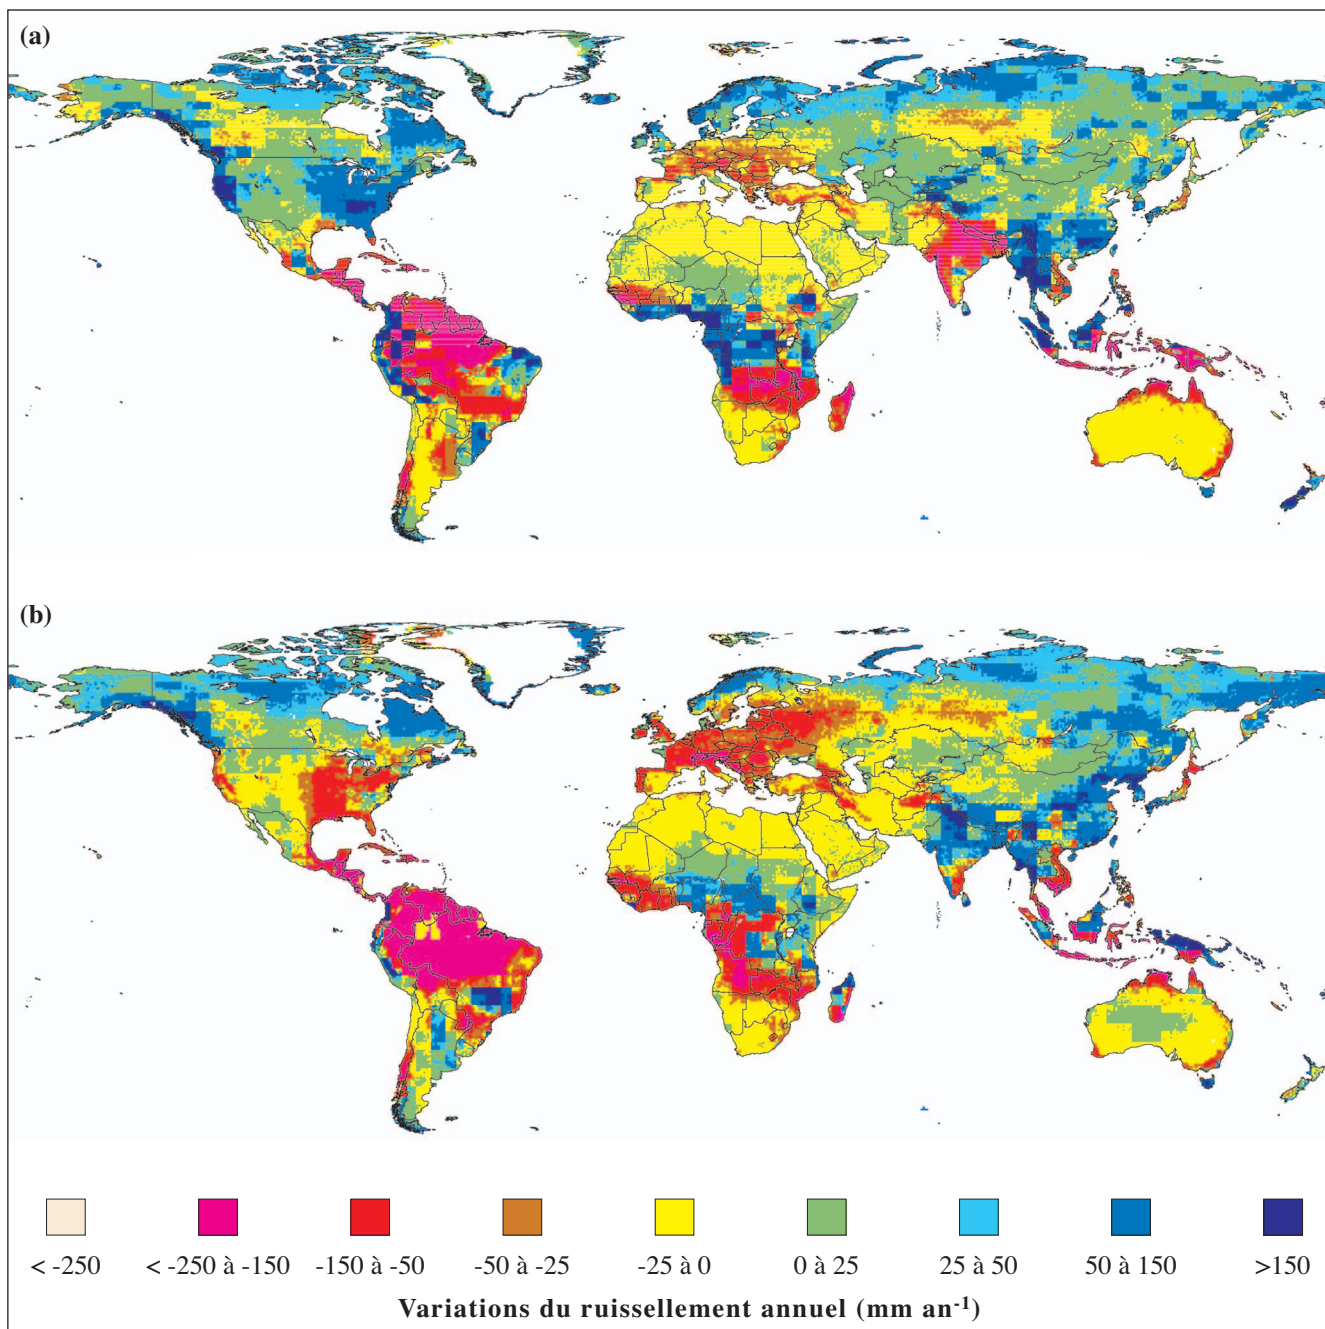 (a)
(b)
< -250
< -250 à -150
-150 à -50
-50 à -25
-25 à 0
0 à 25
25 à 50
50 à 150
>150
Variations du ruissellement annuel (mm an⁻¹)